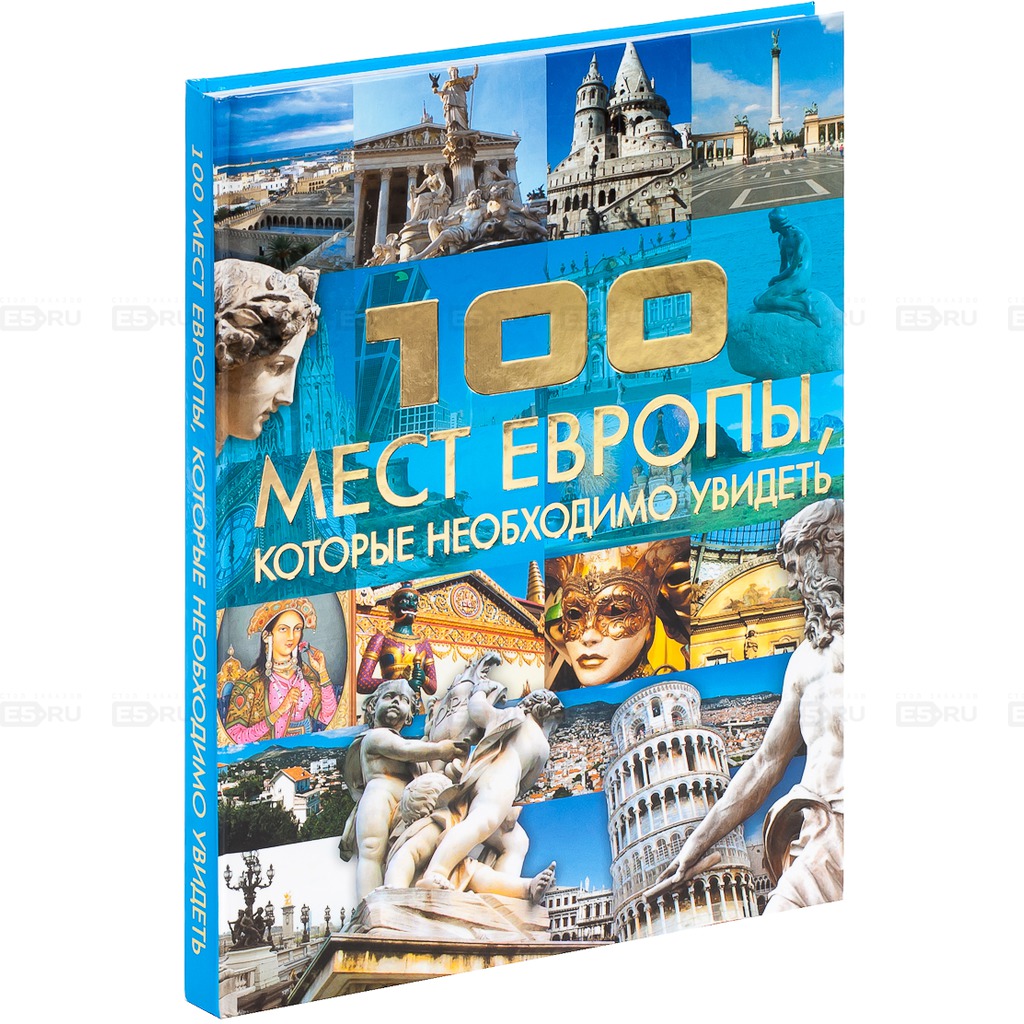 100
МЕСТ ЕВРОПЫ,
КОТОРЫЕ НЕОБХОДИМО УВИДЕТЬ
100 МЕСТ ЕВРОПЫ, КОТОРЫЕ НЕОБХОДИМО УВИДЕТЬ